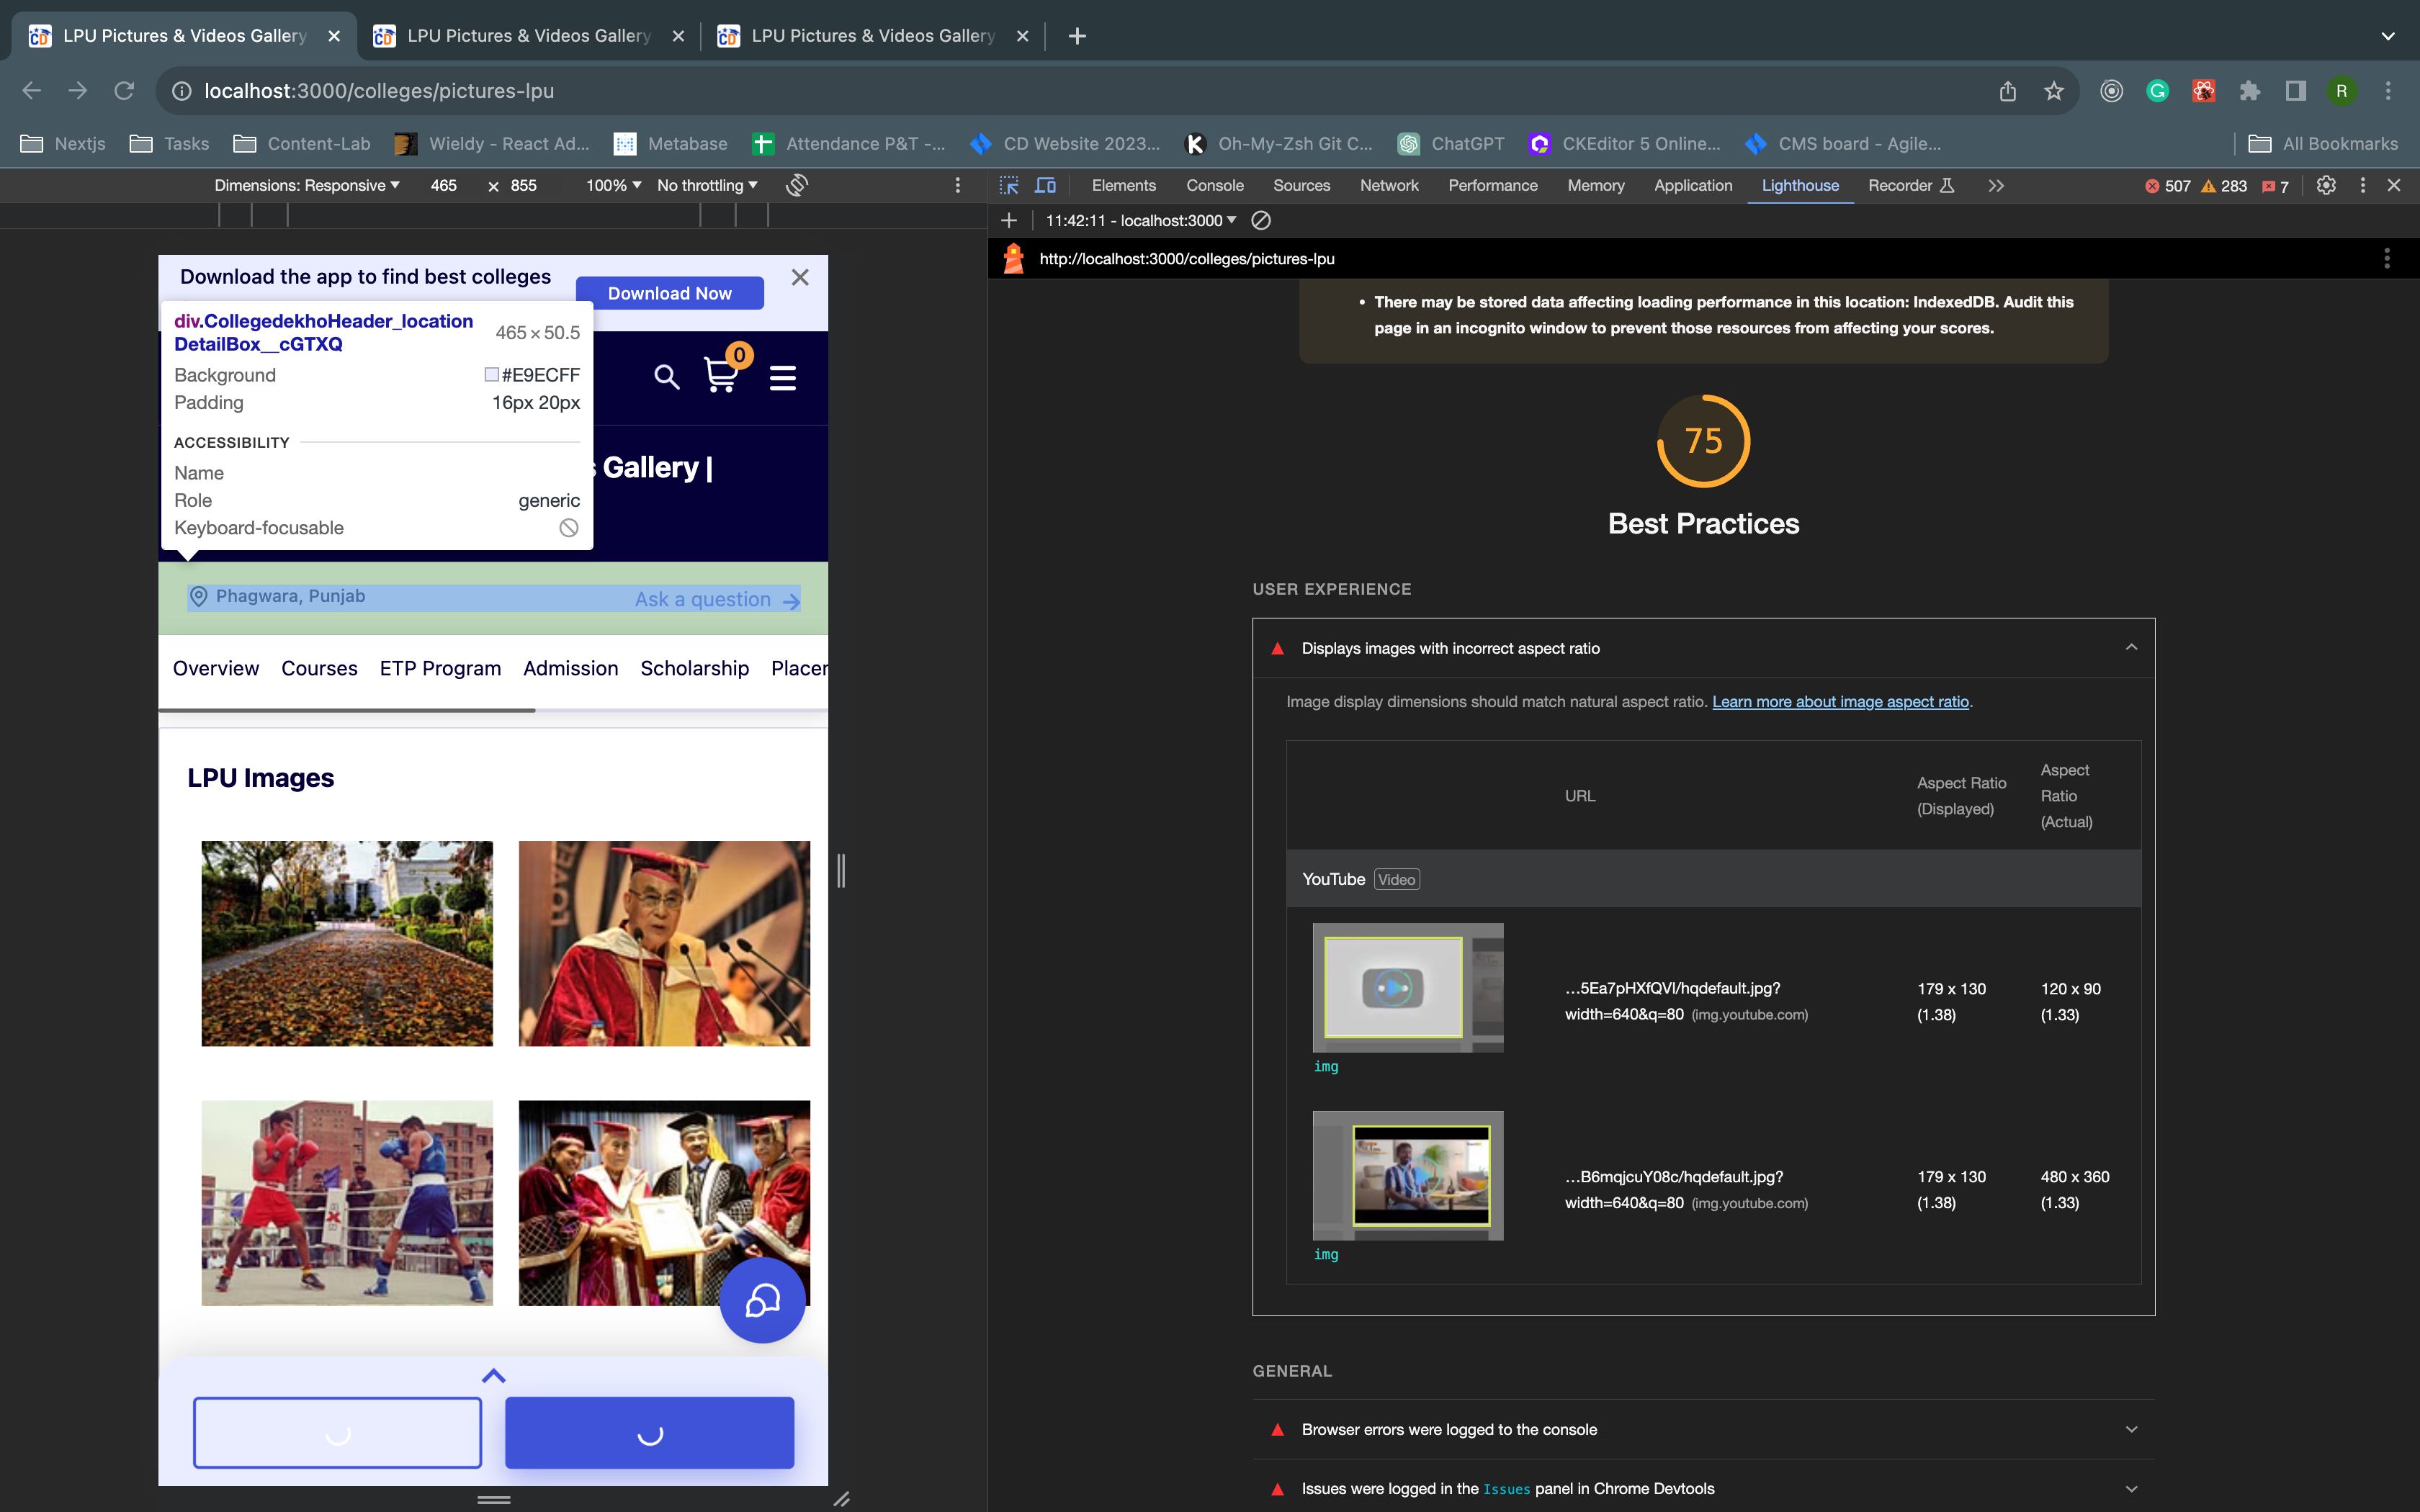 LPU Pictures & Videos Gallery
LPU Pictures & Videos Gallery
LPU Pictures & Videos Gallery
localhost:3000/colleges/pictures-lpu
R
Nextjs
Tasks
Content-Lab
Wieldy - React Ad...
Metabase
Attendance P&T -...
CD Website 2023...
Oh-My-Zsh Git C...
ChatGPT
CKEditor 5 Online...
CMS board - Agile...
All Bookmarks
Dimensions: Responsive 465 × 855 100% No throttling
Elements Console Sources Network Performance Memory Application Lighthouse Recorder 507 283 7
11:42:11 - localhost:3000
http://localhost:3000/colleges/pictures-lpu
Download the app to find best colleges
Download Now
div.CollegedekhoHeader_location
DetailBox__cGTXQ
465 × 50.5
Background #E9ECFF
Padding 16px 20px
ACCESSIBILITY
Name
Role generic
Keyboard-focusable
0
s Gallery |
Phagwara, Punjab
Ask a question
Overview Courses ETP Program Admission Scholarship Placer
LPU Images
• There may be stored data affecting loading performance in this location: IndexedDB. Audit this
page in an incognito window to prevent those resources from affecting your scores.
75
Best Practices
USER EXPERIENCE
Displays images with incorrect aspect ratio
Image display dimensions should match natural aspect ratio. Learn more about image aspect ratio.
URL
Aspect Ratio
(Displayed)
Aspect
Ratio
(Actual)
YouTube Video
…5Ea7pHXfQVI/hqdefault.jpg?
width=640&q=80 (img.youtube.com)
179 x 130
(1.38)
120 x 90
(1.33)
img
…B6mqjcuY08c/hqdefault.jpg?
width=640&q=80 (img.youtube.com)
179 x 130
(1.38)
480 x 360
(1.33)
img
GENERAL
Browser errors were logged to the console
Issues were logged in the Issues panel in Chrome Devtools